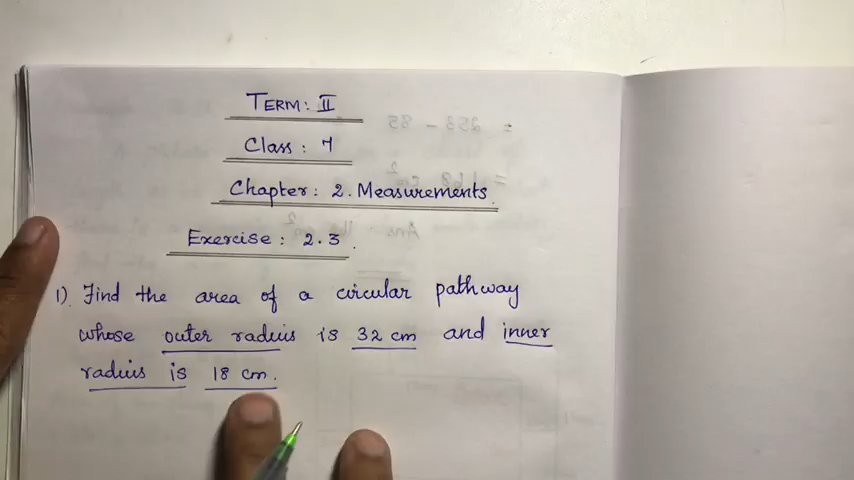 TERM: II
Class: 7
Chapter: 2. Measurements
Exercise: 2.3.
1) Find the area of a circular pathway
whose outer radius is 32 cm and inner
radius is 18 cm.